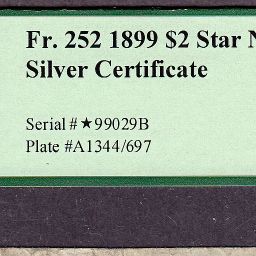 Fr. 252 1899 $2 Star
Silver Certificate
Serial #★99029B
Plate #A1344/697